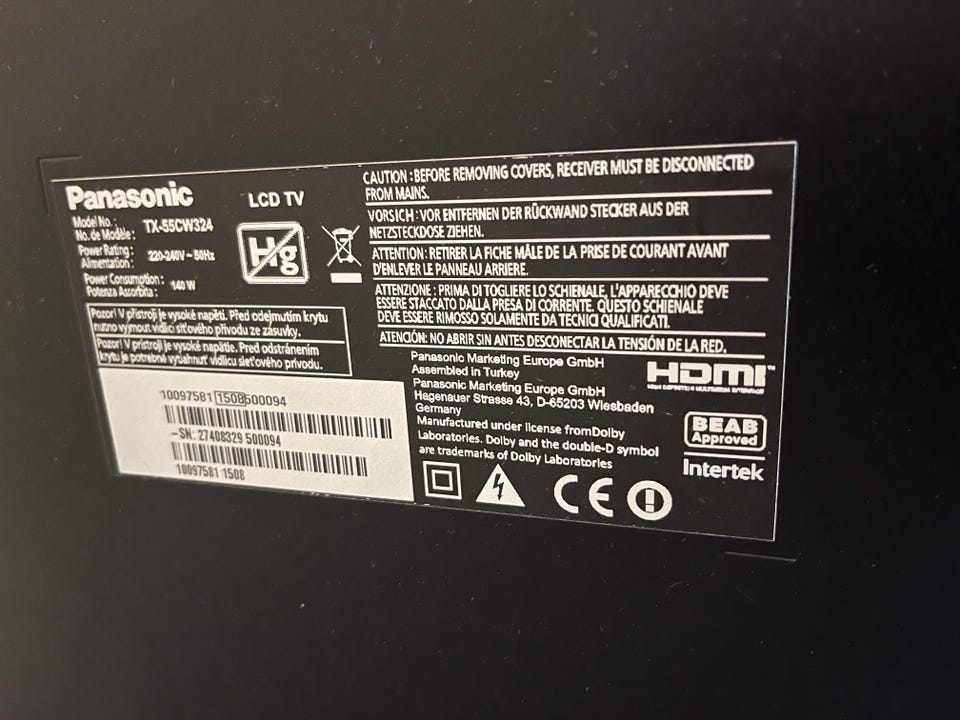 Panasonic
LCD TV
Model No.:
No. de Modèle:
TX-55CW324
Power Rating:
Alimentation:
220-240V ~ 50Hz
Power Consumption:
Potenza Assorbita:
140 W
Hg
Pozor! V přístroji je vysoké napětí. Před odejmutím krytu
nutno vyjmout vidlici síťového přívodu ze zásuvky.
Pozor! V prístroji je vysoké napätie. Pred odstránením
krytu je potrebné vytiahnuť vidlicu sieťového prívodu.
10097581 1508500094
-SN: 27408329 500094
10097581 1508
CAUTION :BEFORE REMOVING COVERS, RECEIVER MUST BE DISCONNECTED
FROM MAINS.
VORSICH : VOR ENTFERNEN DER RÜCKWAND STECKER AUS DER
NETZSTECKDOSE ZIEHEN.
ATTENTION: RETIRER LA FICHE MÂLE DE LA PRISE DE COURANT AVANT
D'ENLEVER LE PANNEAU ARRIERE.
ATTENZIONE : PRIMA DI TOGLIERE LO SCHIENALE, L'APPARECCHIO DEVE
ESSERE STACCATO DALLA PRESA DI CORRENTE. QUESTO SCHIENALE
DEVE ESSERE RIMOSSO SOLAMENTE DA TECNICI QUALIFICATI.
ATENCIÓN: NO ABRIR SIN ANTES DESCONECTAR LA TENSIÓN DE LA RED.
Panasonic Marketing Europe GmbH
Assembled in Turkey
Panasonic Marketing Europe GmbH
Hagenauer Strasse 43, D-65203 Wiesbaden
Germany
Manufactured under license fromDolby
Laboratories. Dolby and the double-D symbol
are trademarks of Dolby Laboratories
HDMI™
HIGH DEFINITION MULTIMEDIA INTERFACE
BEAB
Approved
Intertek
CE